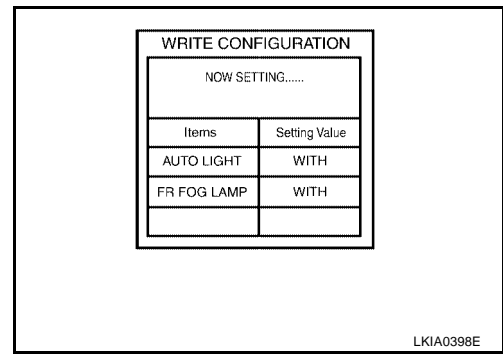 WRITE CONFIGURATION
NOW SETTING......
Items Setting Value
AUTO LIGHT WITH
FR FOG LAMP WITH
LKIA0398E